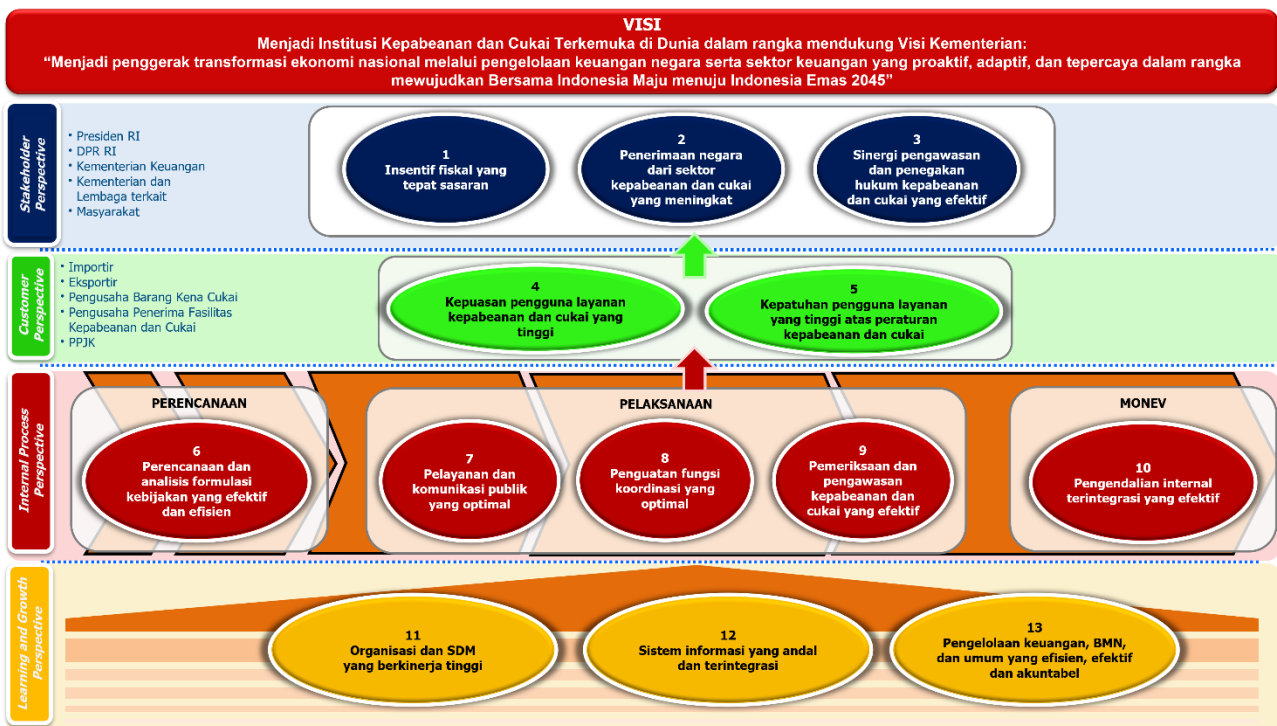 VISI
Menjadi Institusi Kepabeanan dan Cukai Terkemuka di Dunia dalam rangka mendukung Visi Kementerian:
“Menjadi penggerak transformasi ekonomi nasional melalui pengelolaan keuangan negara serta sektor keuangan yang proaktif, adaptif, dan tepercaya dalam rangka
mewujudkan Bersama Indonesia Maju menuju Indonesia Emas 2045”
Stakeholder
Perspective
• Presiden RI
• DPR RI
• Kementerian Keuangan
• Kementerian dan
Lembaga terkait
• Masyarakat
1
Insentif fiskal yang
tepat sasaran
2
Penerimaan negara
dari sektor
kepabeanan dan cukai
yang meningkat
3
Sinergi pengawasan
dan penegakan
hukum kepabeanan
dan cukai yang efektif
Customer
Perspective
• Importir
• Eksportir
• Pengusaha Barang Kena Cukai
• Pengusaha Penerima Fasilitas
Kepabeanan dan Cukai
• PPJK
4
Kepuasan pengguna layanan
kepabeanan dan cukai yang
tinggi
5
Kepatuhan pengguna layanan
yang tinggi atas peraturan
kepabeanan dan cukai
Internal Process
Perspective
PERENCANAAN
6
Perencanaan dan
analisis formulasi
kebijakan yang efektif
dan efisien
PELAKSANAAN
7
Pelayanan dan
komunikasi publik
yang optimal
8
Penguatan fungsi
koordinasi yang
optimal
9
Pemeriksaan dan
pengawasan
kepabeanan dan
cukai yang efektif
MONEV
10
Pengendalian internal
terintegrasi yang efektif
Learning and Growth
Perspective
11
Organisasi dan SDM
yang berkinerja tinggi
12
Sistem informasi yang andal
dan terintegrasi
13
Pengelolaan keuangan, BMN,
dan umum yang efisien, efektif
dan akuntabel